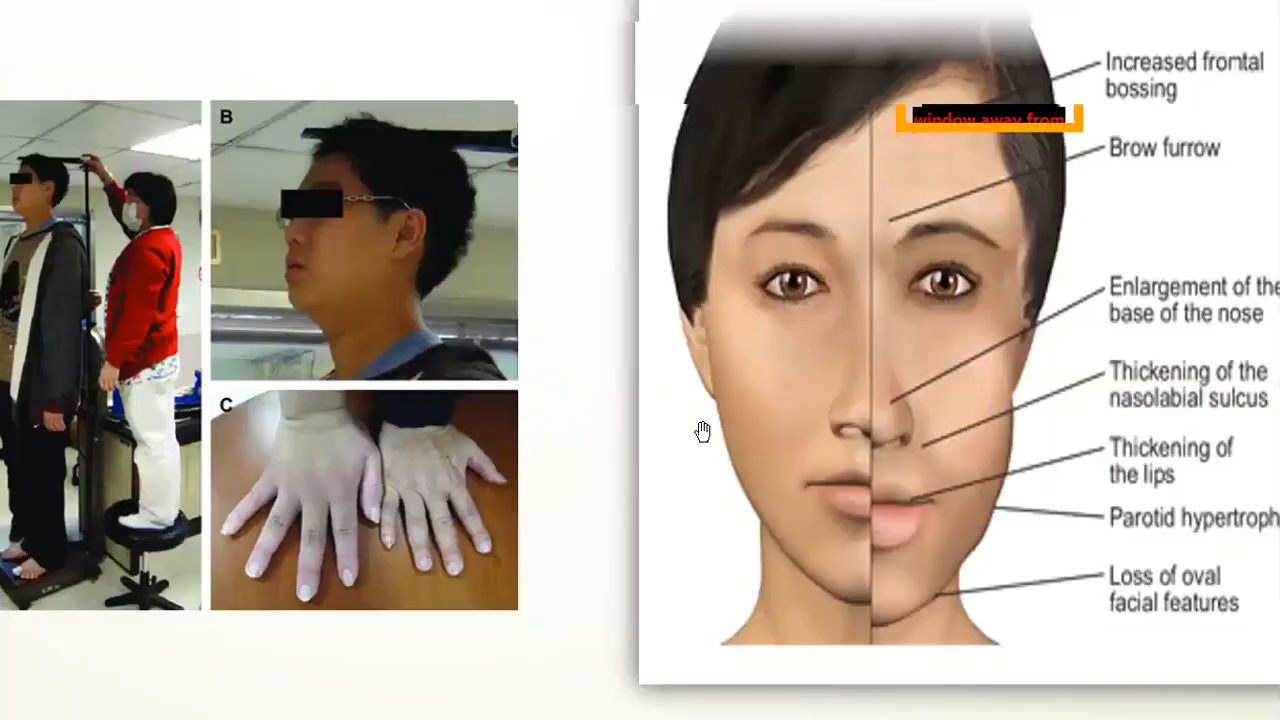 B
C
window away from
Increased frontal
bossing
Brow furrow
Enlargement of the
base of the nose
Thickening of the
nasolabial sulcus
Thickening of
the lips
Parotid hypertroph
Loss of oval
facial features